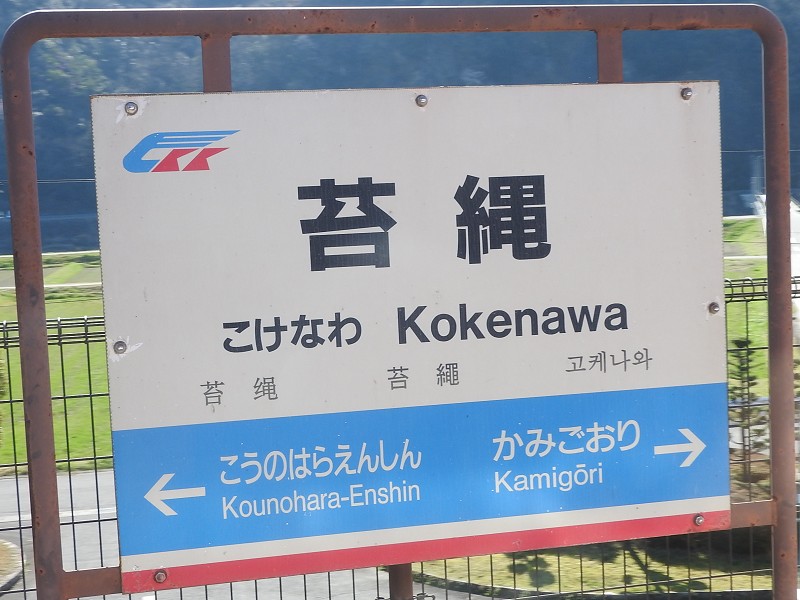 苔縄
こけなわ Kokenawa
苔绳 苔繩 고케나와
こうのはらえんしん かみごおり
Kounohara-Enshin Kamigōri